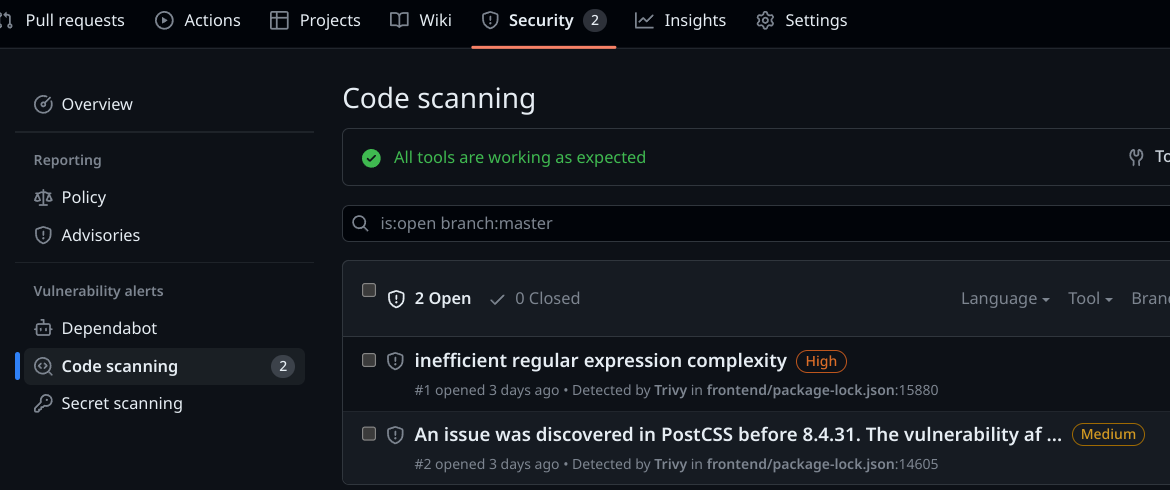 Pull requests Actions Projects Wiki Security 2 Insights Settings
Overview
Reporting
Policy
Advisories
Vulnerability alerts
Dependabot
Code scanning 2
Secret scanning
Code scanning
All tools are working as expected To
is:open branch:master
2 Open 0 Closed Language Tool Bran
inefficient regular expression complexity High
#1 opened 3 days ago • Detected by Trivy in frontend/package-lock.json:15880
An issue was discovered in PostCSS before 8.4.31. The vulnerability af ... Medium
#2 opened 3 days ago • Detected by Trivy in frontend/package-lock.json:14605